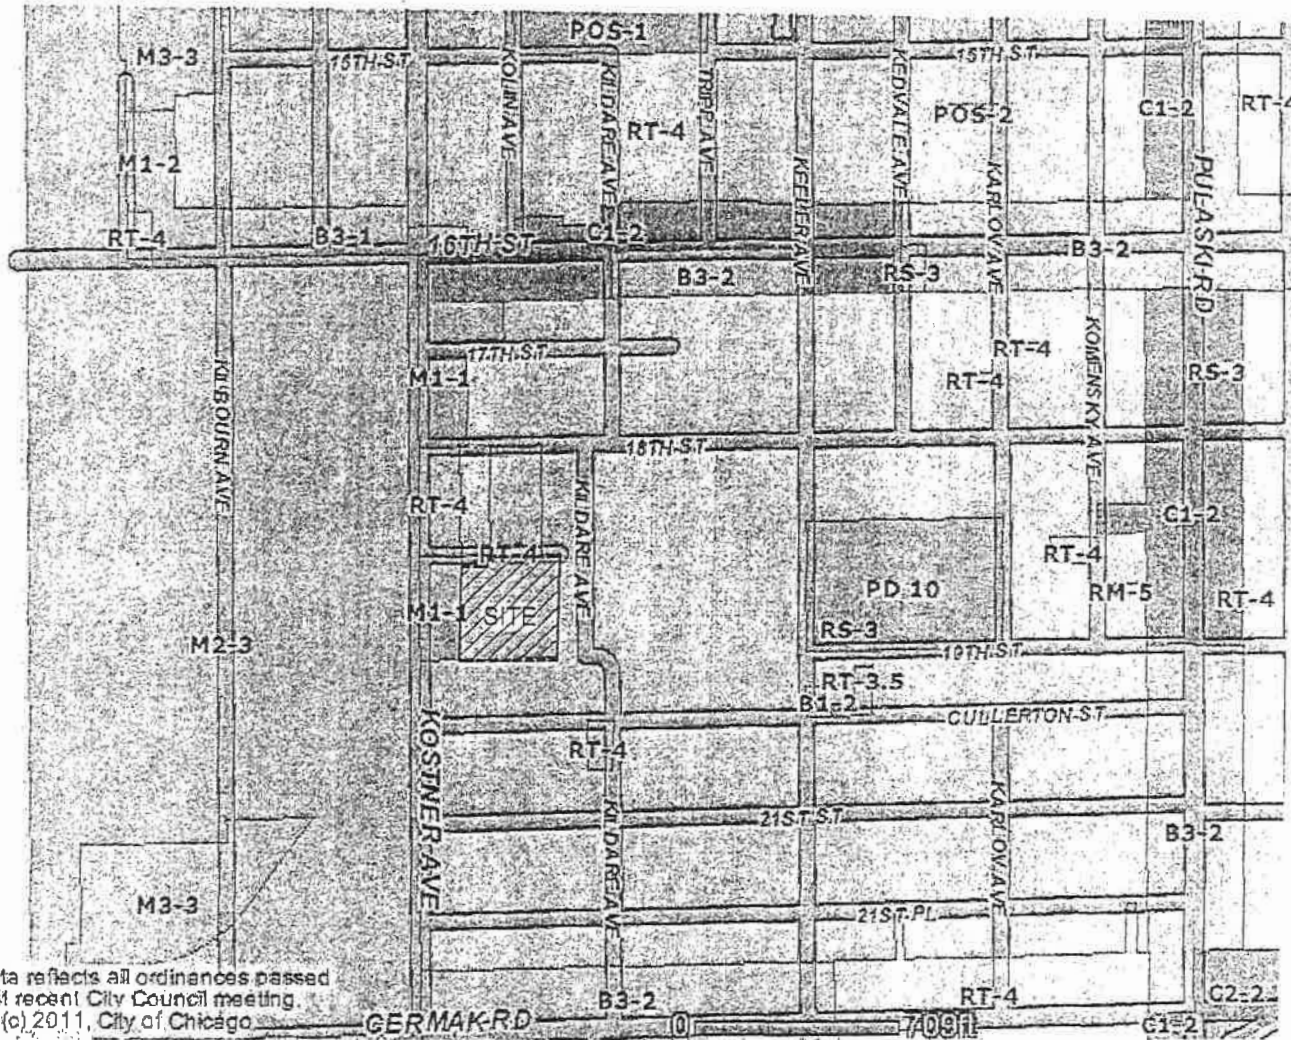 POS-1
M3-3
15TH ST
KOLIN AVE
KILDARE AVE
TRIPP AVE
KEDVALE AVE
15TH ST
RT-4
POS-2
C1-2
RT-4
M1-2
KEELER AVE
KARLOV AVE
PULASKI RD
RT-4
B3-1
16TH ST
C1-2
B3-2
B3-2
RS-3
17TH ST
KILBOURN AVE
M1-1
RT-4
RT-4
KOMENSKY AVE
RS-3
18TH ST
RT-4
KILDARE AVE
C1-2
RT-4
RT-4
M1-1
SITE
PD 10
RM-5
RT-4
M2-3
RS-3
19TH ST
RT-3.5
B1-2
CULLERTON ST
KOSTNER AVE
RT-4
KILDARE AVE
21ST ST
KARLOV AVE
B3-2
M3-3
21ST PL
ta reflects all ordinances passed
recent City Council meeting.
(c) 2011, City of Chicago
B3-2
RT-4
C2-2
GERMAK RD
0
C1-2